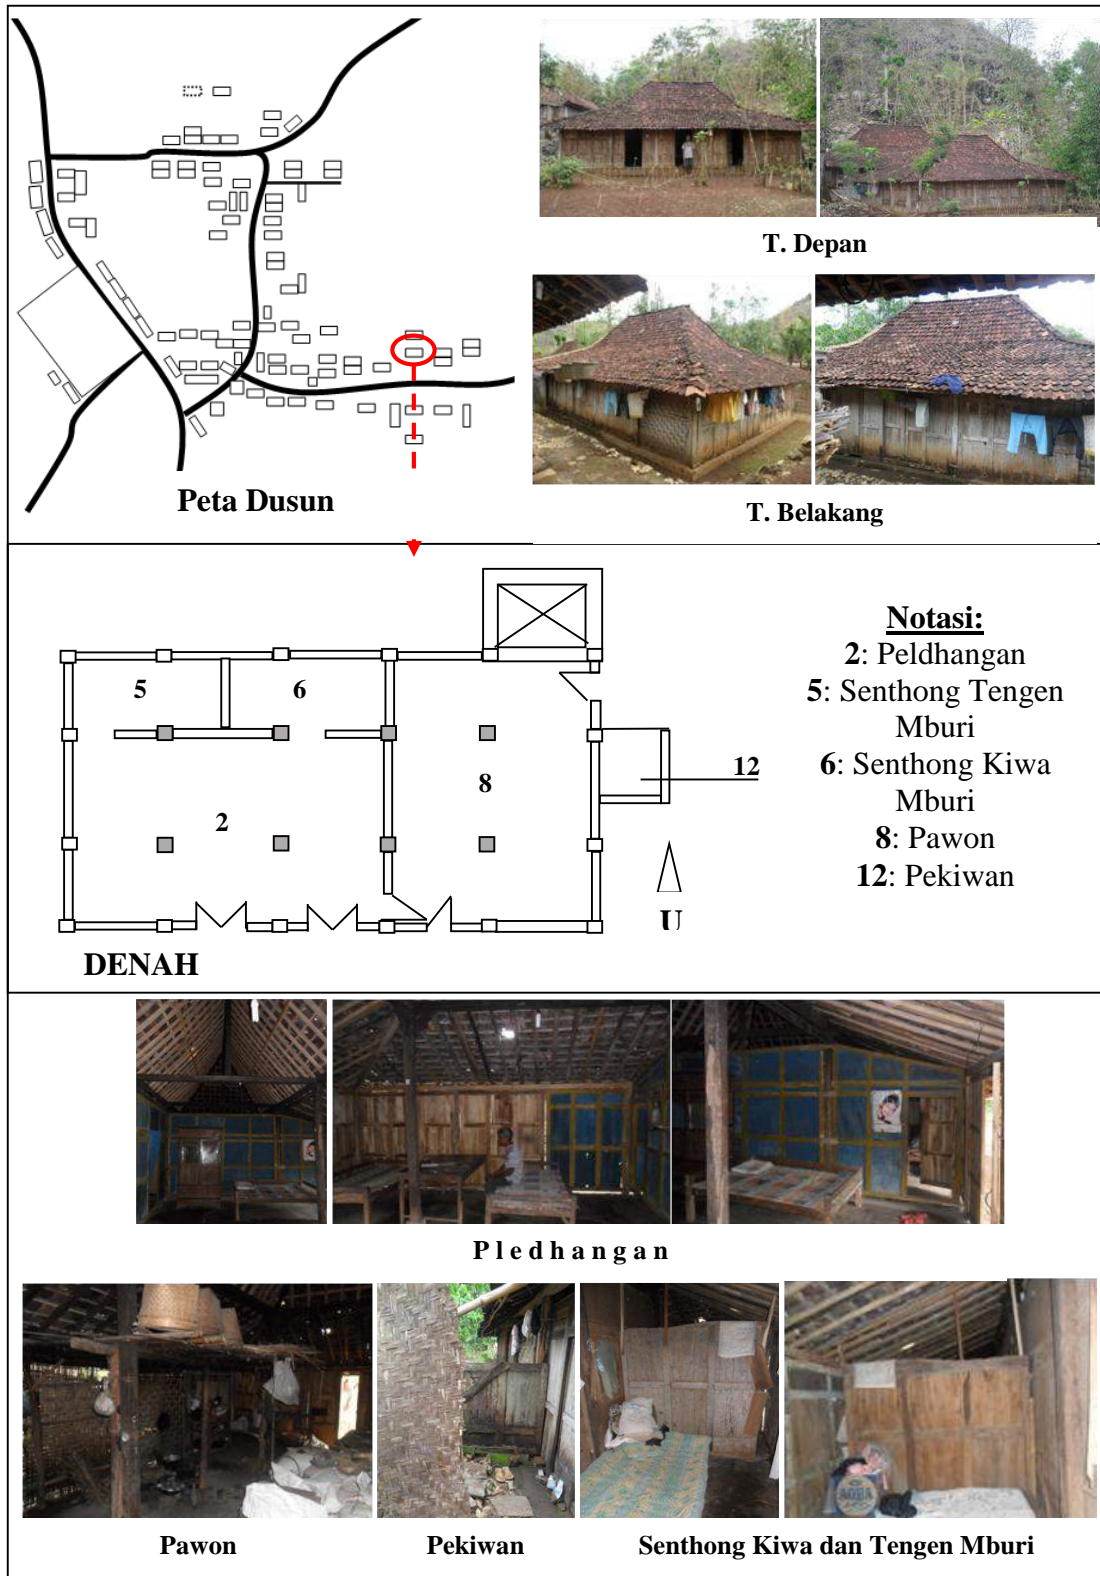 T. Depan
Peta Dusun
T. Belakang
Notasi:
2: Peldhangan
5: Senthong Tengen
Mburi
6: Senthong Kiwa
Mburi
8: Pawon
12: Pekiwan
5
6
12
8
2
U
DENAH
Pledhangan
AQUA
Pawon
Pekiwan
Senthong Kiwa dan Tengen Mburi